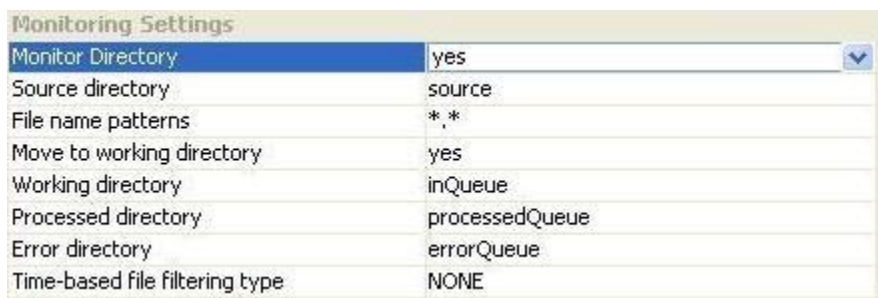 Monitoring Settings
Monitor Directory yes
Source directory source
File name patterns *.*
Move to working directory yes
Working directory inQueue
Processed directory processedQueue
Error directory errorQueue
Time-based file filtering type NONE